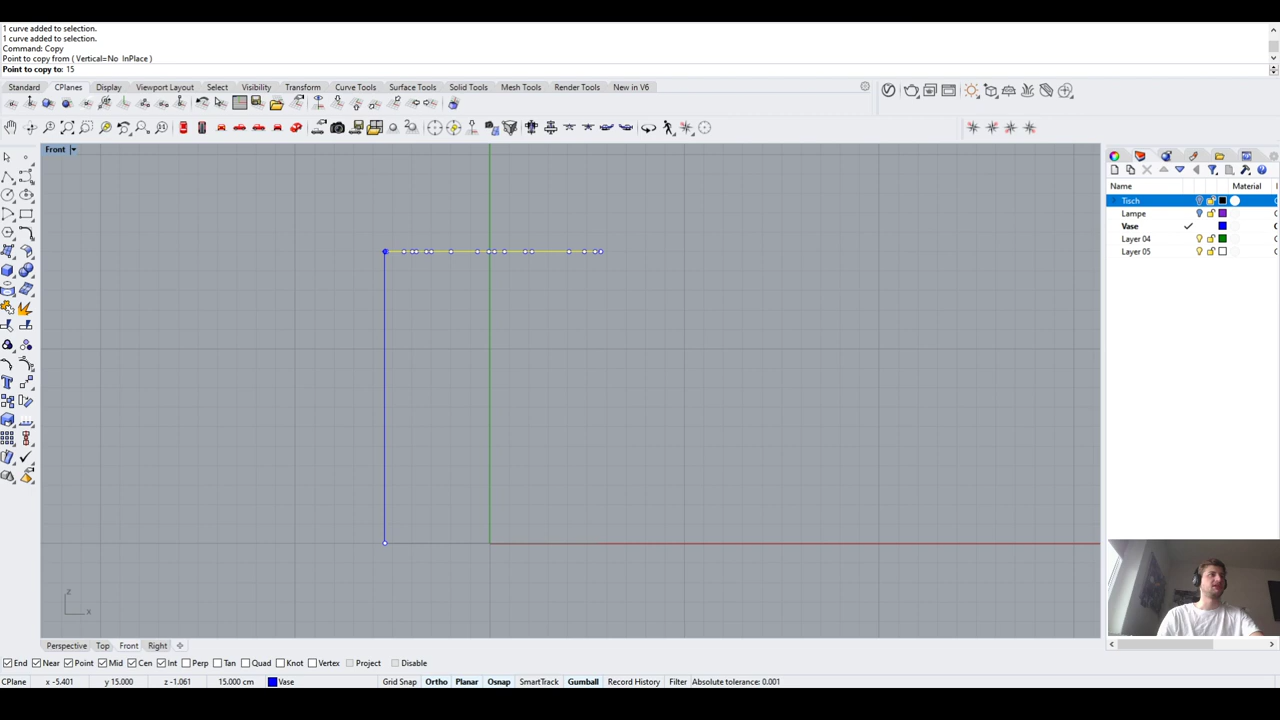 1 curve added to selection.
1 curve added to selection.
Command: Copy
Point to copy from ( Vertical=No  InPlace )
Point to copy to: 15
Standard CPlanes Display Viewport Layout Select Visibility Transform Curve Tools Surface Tools Solid Tools Mesh Tools Render Tools New in V6
Front
Name Material
Tisch
Lampe
Vase
Layer 04
Layer 05
z
x
Perspective Top Front Right
End Near Point Mid Cen Int Perp Tan Quad Knot Vertex Project Disable
CPlane x -5.401 y 15.000 z -1.061 15.000 cm Vase Grid Snap Ortho Planar Osnap SmartTrack Gumball Record History Filter Absolute tolerance: 0.001